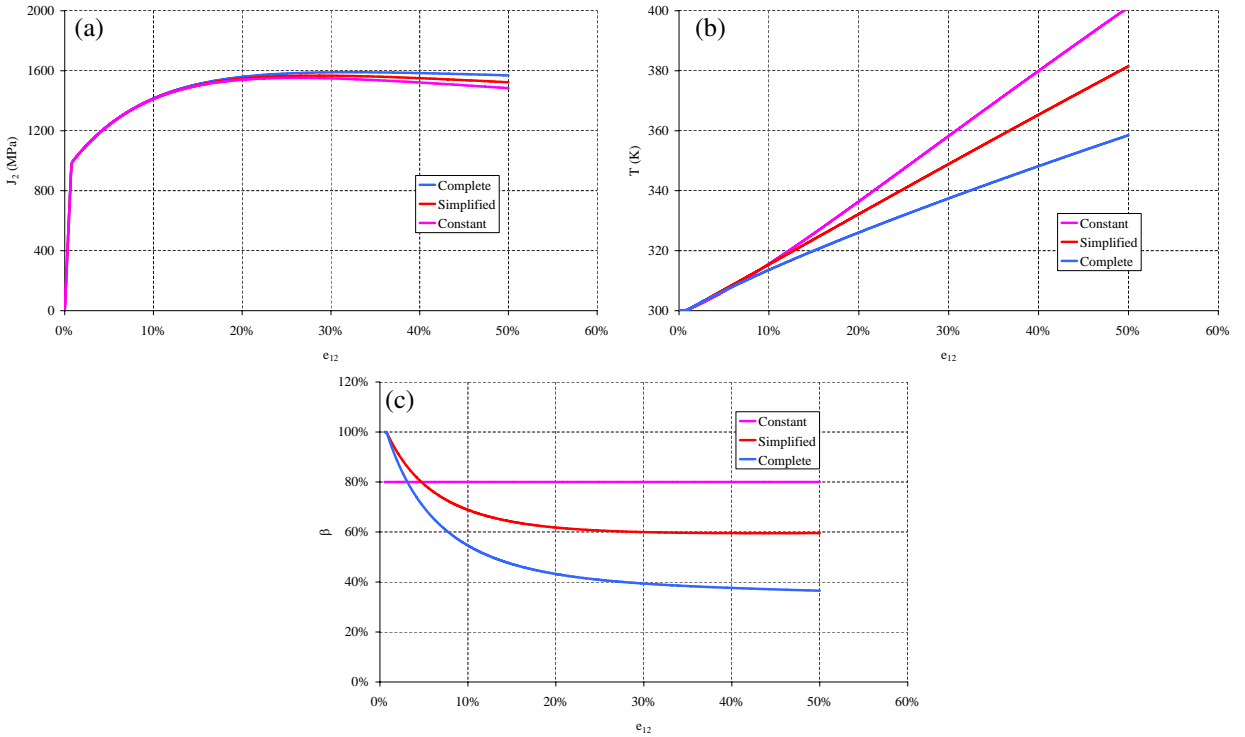 (a)
2000
1600
1200
800
400
0
J2 (MPa)
Complete
Simplified
Constant
0% 10% 20% 30% 40% 50% 60%
e12
(b)
400
380
360
340
320
300
T (K)
Constant
Simplified
Complete
0% 10% 20% 30% 40% 50% 60%
e12
(c)
120%
100%
80%
60%
40%
20%
0%
β
Constant
Simplified
Complete
0% 10% 20% 30% 40% 50% 60%
e12